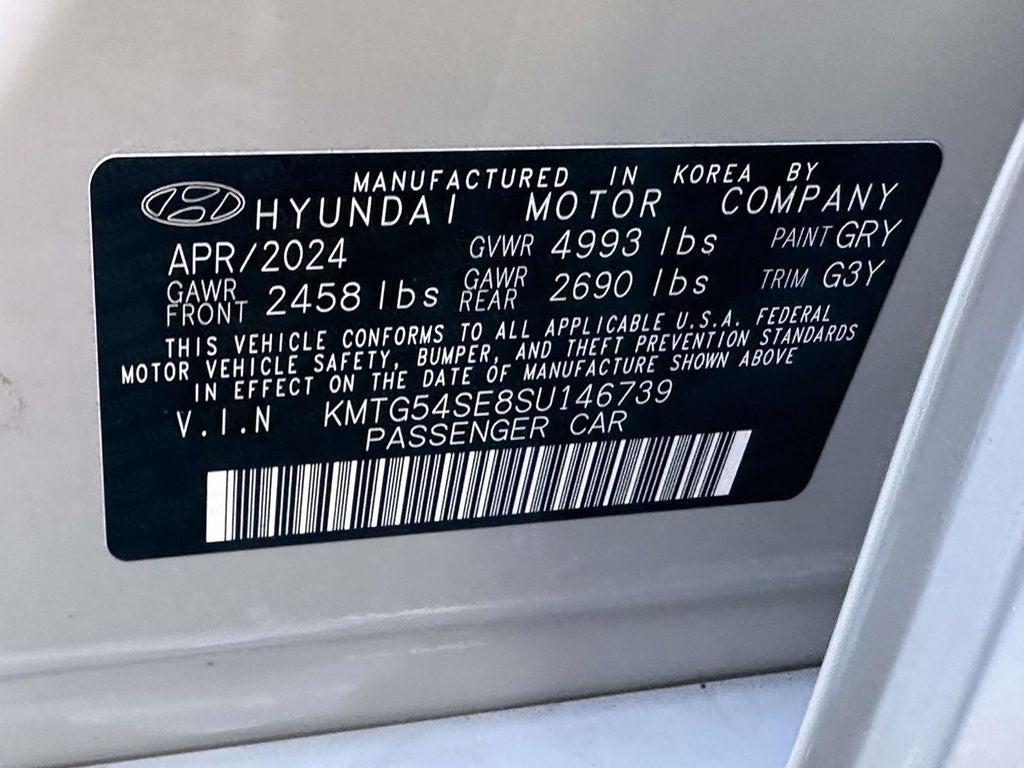 MANUFACTURED IN KOREA BY
HYUNDAI MOTOR COMPANY
APR/2024 GVWR 4993 lbs PAINT GRY
GAWR FRONT 2458 lbs GAWR REAR 2690 lbs TRIM G3Y
THIS VEHICLE CONFORMS TO ALL APPLICABLE U.S.A. FEDERAL
MOTOR VEHICLE SAFETY, BUMPER, AND THEFT PREVENTION STANDARDS
IN EFFECT ON THE DATE OF MANUFACTURE SHOWN ABOVE
V.I.N KMTG54SE8SU146739
PASSENGER CAR